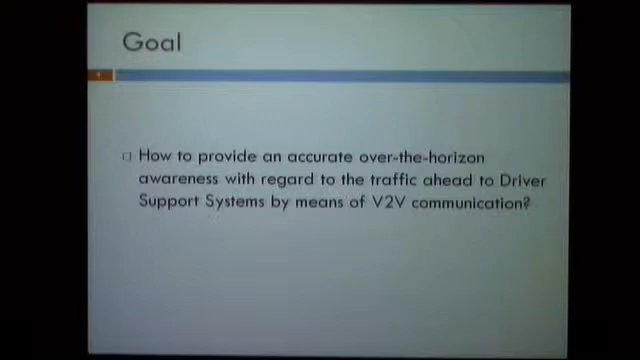 Goal
How to provide an accurate over-the-horizon
awareness with regard to the traffic ahead to Driver
Support Systems by means of V2V communication?